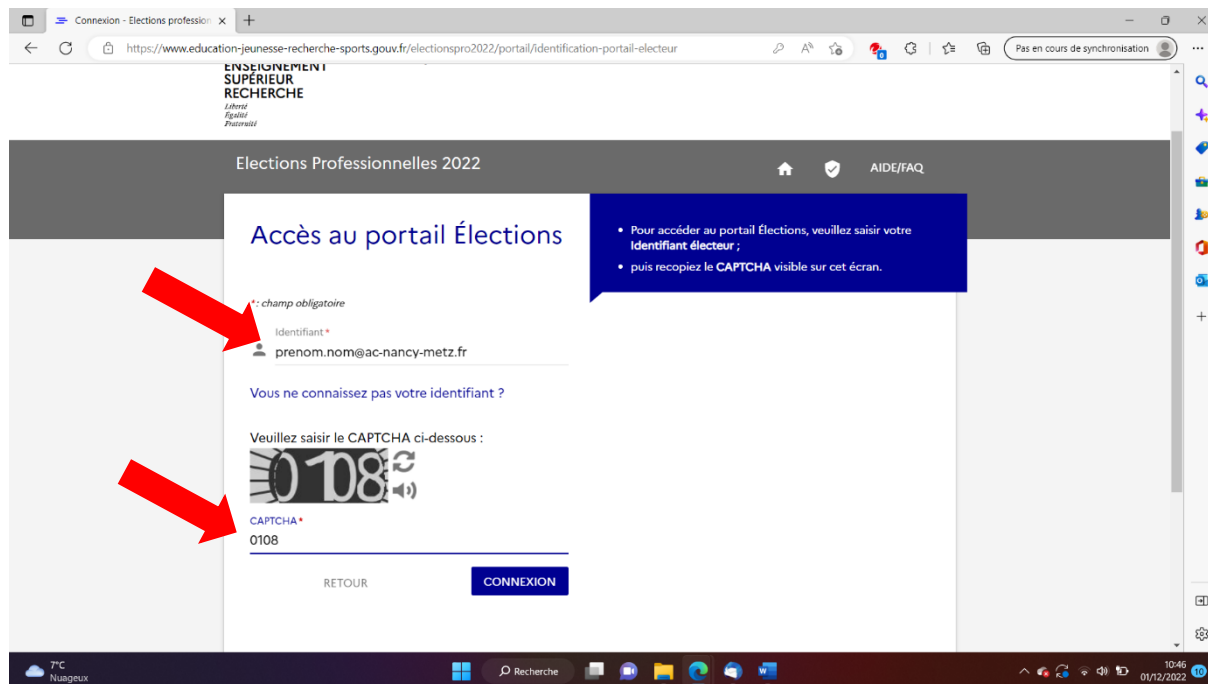 Connexion - Elections profession
https://www.education-jeunesse-recherche-sports.gouv.fr/electionspro2022/portail/identification-portail-electeur
Pas en cours de synchronisation
ENSEIGNEMENT
SUPÉRIEUR
RECHERCHE
Liberté
Égalité
Fraternité
Elections Professionnelles 2022
AIDE/FAQ
Accès au portail Élections
• Pour accéder au portail Élections, veuillez saisir votre
Identifiant électeur ;
• puis recopiez le CAPTCHA visible sur cet écran.
* : champ obligatoire
Identifiant *
prenom.nom@ac-nancy-metz.fr
Vous ne connaissez pas votre identifiant ?
Veuillez saisir le CAPTCHA ci-dessous :
0108
CAPTCHA *
0108
RETOUR
CONNEXION
7°C
Nuageux
Recherche
10:46
01/12/2022
10